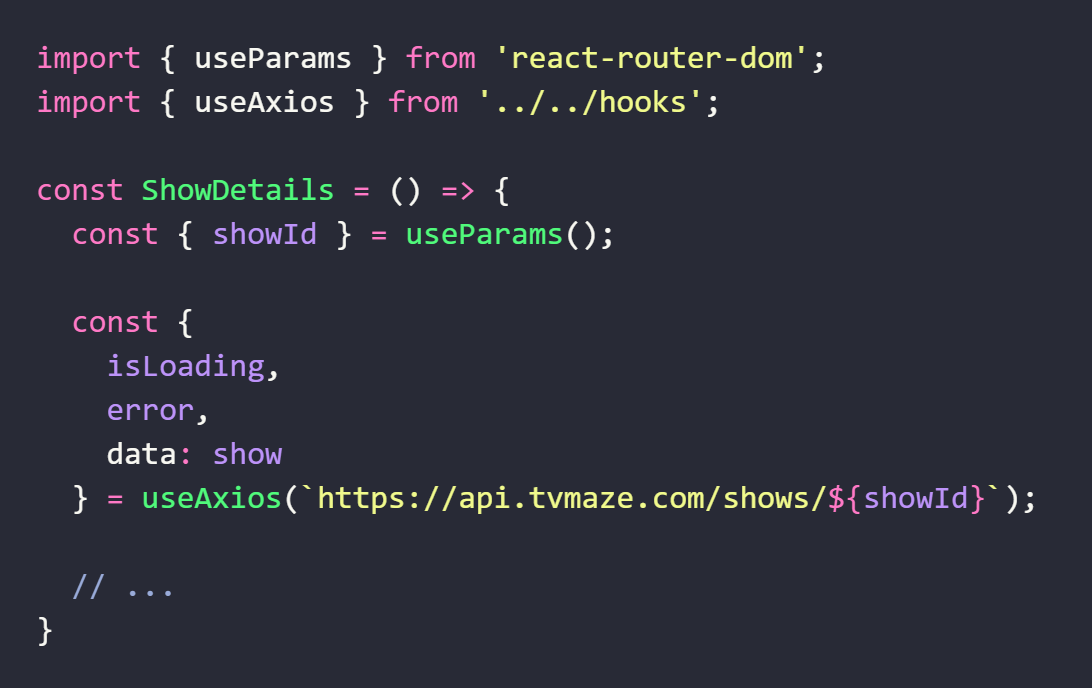 import { useParams } from 'react-router-dom';
import { useAxios } from '../../hooks';

const ShowDetails = () => {
  const { showId } = useParams();

  const {
    isLoading,
    error,
    data: show
  } = useAxios(`https://api.tvmaze.com/shows/${showId}`);

  // ...
}